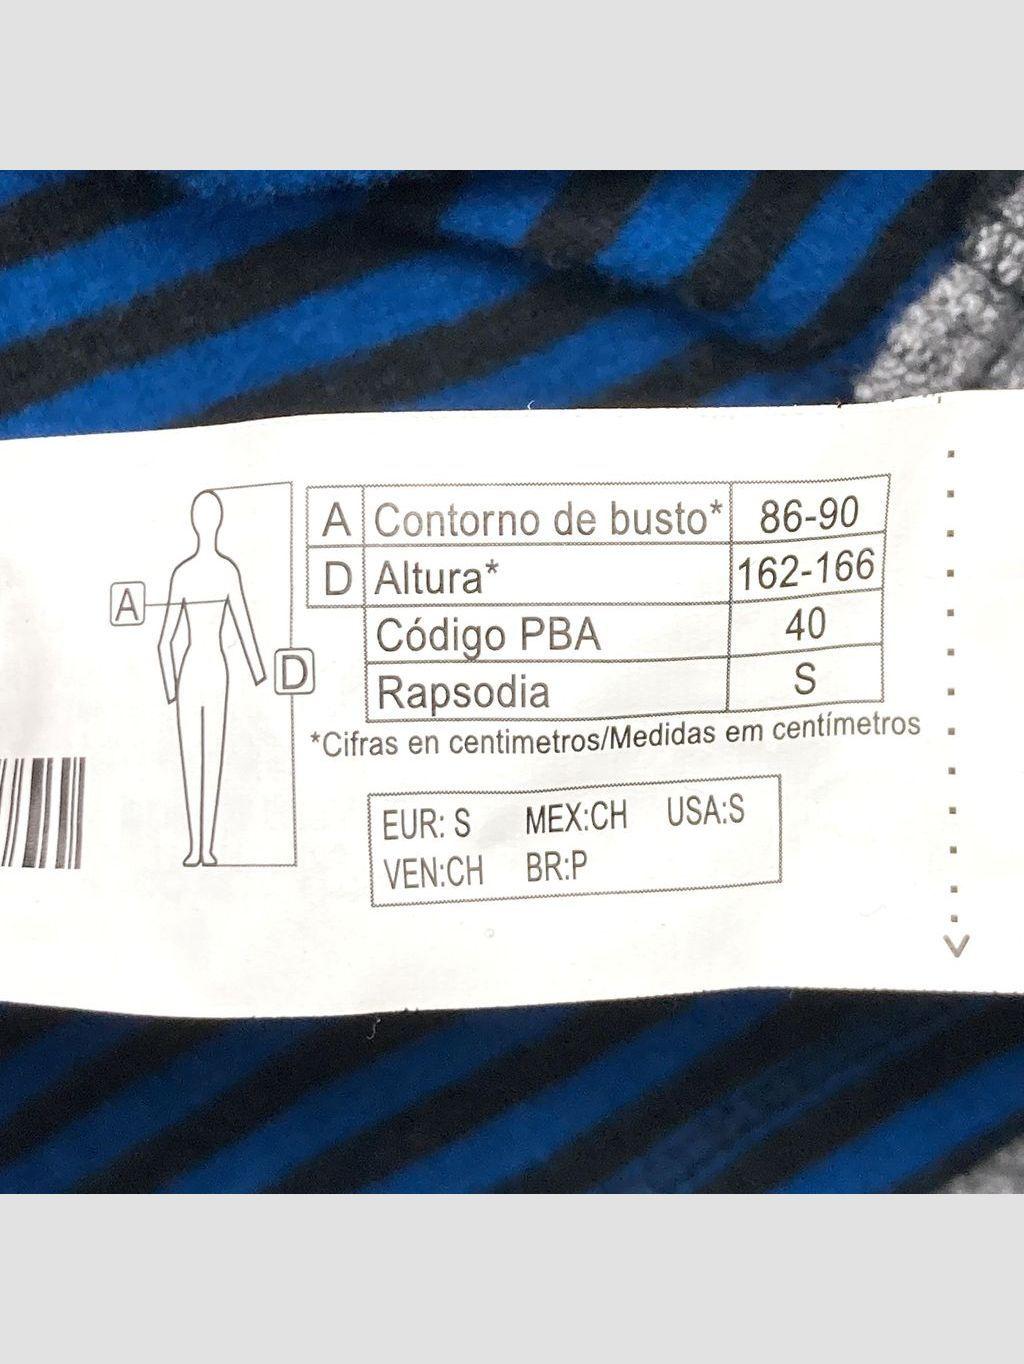 A Contorno de busto* 86-90
D Altura* 162-166
Código PBA 40
Rapsodia S
*Cifras en centimetros/Medidas em centímetros
A
D
EUR: S MEX:CH USA:S
VEN:CH BR:P